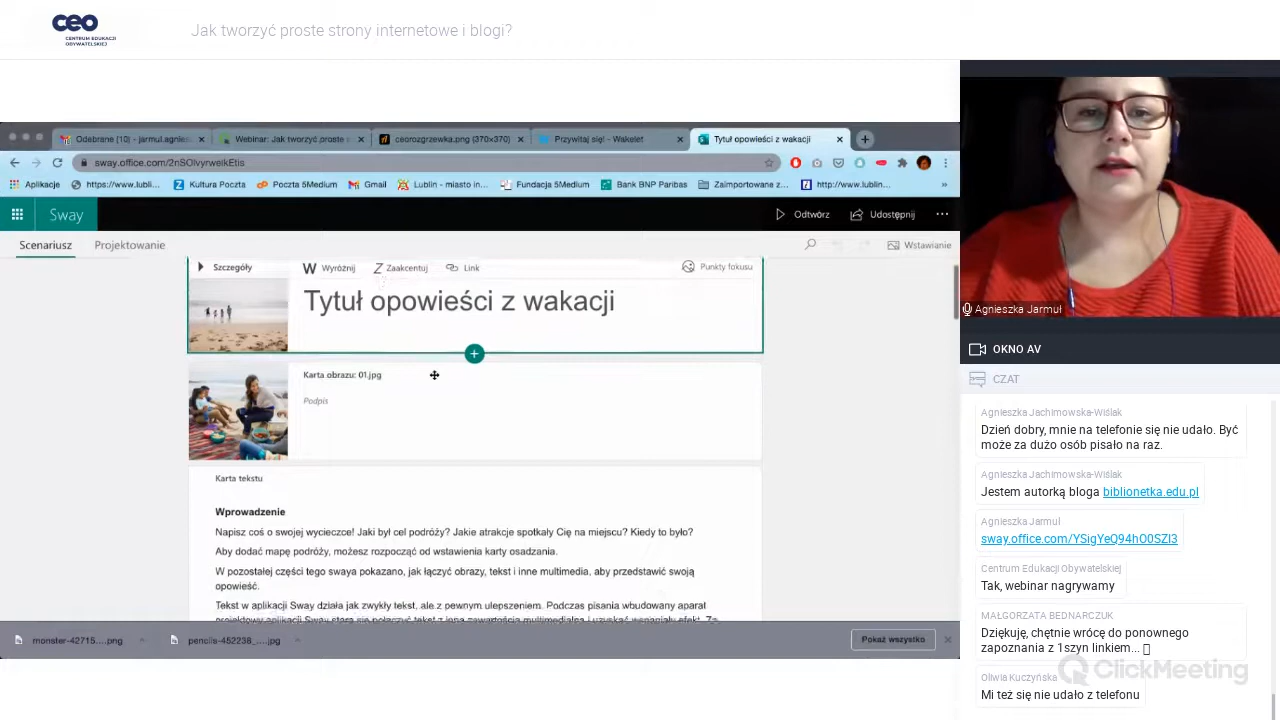 ceo
CENTRUM EDUKACJI
OBYWATELSKIEJ
Jak tworzyć proste strony internetowe i blogi?
Odebrane (10) - jarmul.agnies
Webinar: Jak tworzyć proste
ceorozgrzewka.png (370×370)
Przywitaj się! - Wakelet
Tytuł opowieści z wakacji
Aplikacje
https://www.lubli...
Kultura Poczta
Poczta 5Medium
Gmail
Lublin - miasto in...
Fundacja 5Medium
Bank BNP Paribas
Zaimportowane z...
http://www.lublin...
Sway
Odtwórz
Udostępnij
Scenariusz
Projektowanie
Wstawianie
Szczegóły
Wyróżnij
Zaakcentuj
Link
Punkty fokusu
Tytuł opowieści z wakacji
Karta obrazu: 01.jpg
Podpis
Karta tekstu
Wprowadzenie
Napisz coś o swojej wycieczce! Jaki był cel podróży? Jakie atrakcje spotkały Cię na miejscu? Kiedy to było?
Aby dodać mapę podróży, możesz rozpocząć od wstawienia karty osadzania.
W pozostałej części tego swaya pokazano, jak łączyć obrazy, tekst i inne multimedia, aby przedstawić swoją
opowieść.
Tekst w aplikacji Sway działa jak zwykły tekst, ale z pewnym ulepszeniem. Podczas pisania wbudowany aparat
monster-42715....png
pencils-452238_....jpg
Pokaż wszystko
Agnieszka Jarmuł
OKNO AV
CZAT
Agnieszka Jachimowska-Wiślak
Dzień dobry, mnie na telefonie się nie udało. Być
może za dużo osób pisało na raz.
Agnieszka Jachimowska-Wiślak
Jestem autorką bloga biblionetka.edu.pl
Agnieszka Jarmuł
sway.office.com/YSigYeQ94hO0SZl3
Centrum Edukacji Obywatelskiej
Tak, webinar nagrywamy
MAŁGORZATA BEDNARCZUK
Dziękuję, chętnie wrócę do ponownego
zapoznania z 1szyn linkiem...
Oliwia Kuczyńska
Mi też się nie udało z telefonu
ClickMeeting